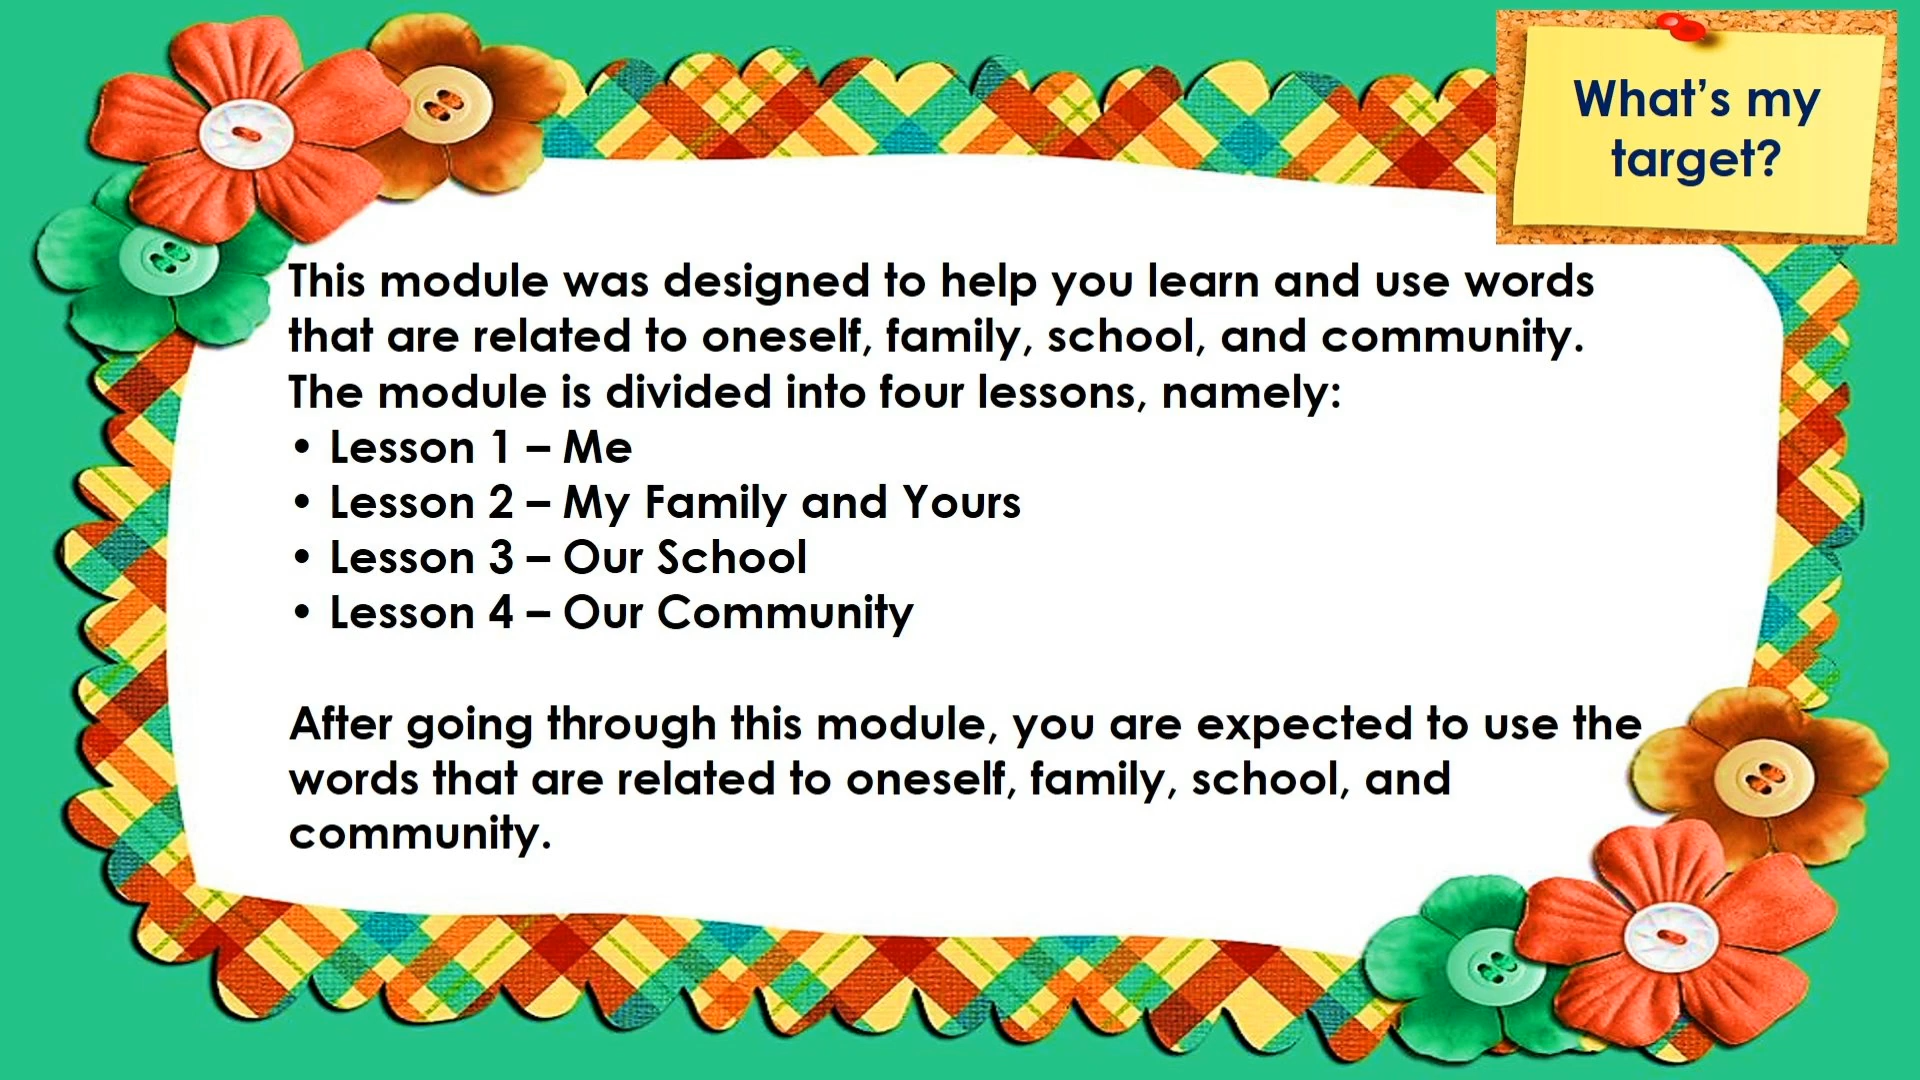 What’s my
target?
This module was designed to help you learn and use words
that are related to oneself, family, school, and community.
The module is divided into four lessons, namely:
• Lesson 1 – Me
• Lesson 2 – My Family and Yours
• Lesson 3 – Our School
• Lesson 4 – Our Community
After going through this module, you are expected to use the
words that are related to oneself, family, school, and
community.